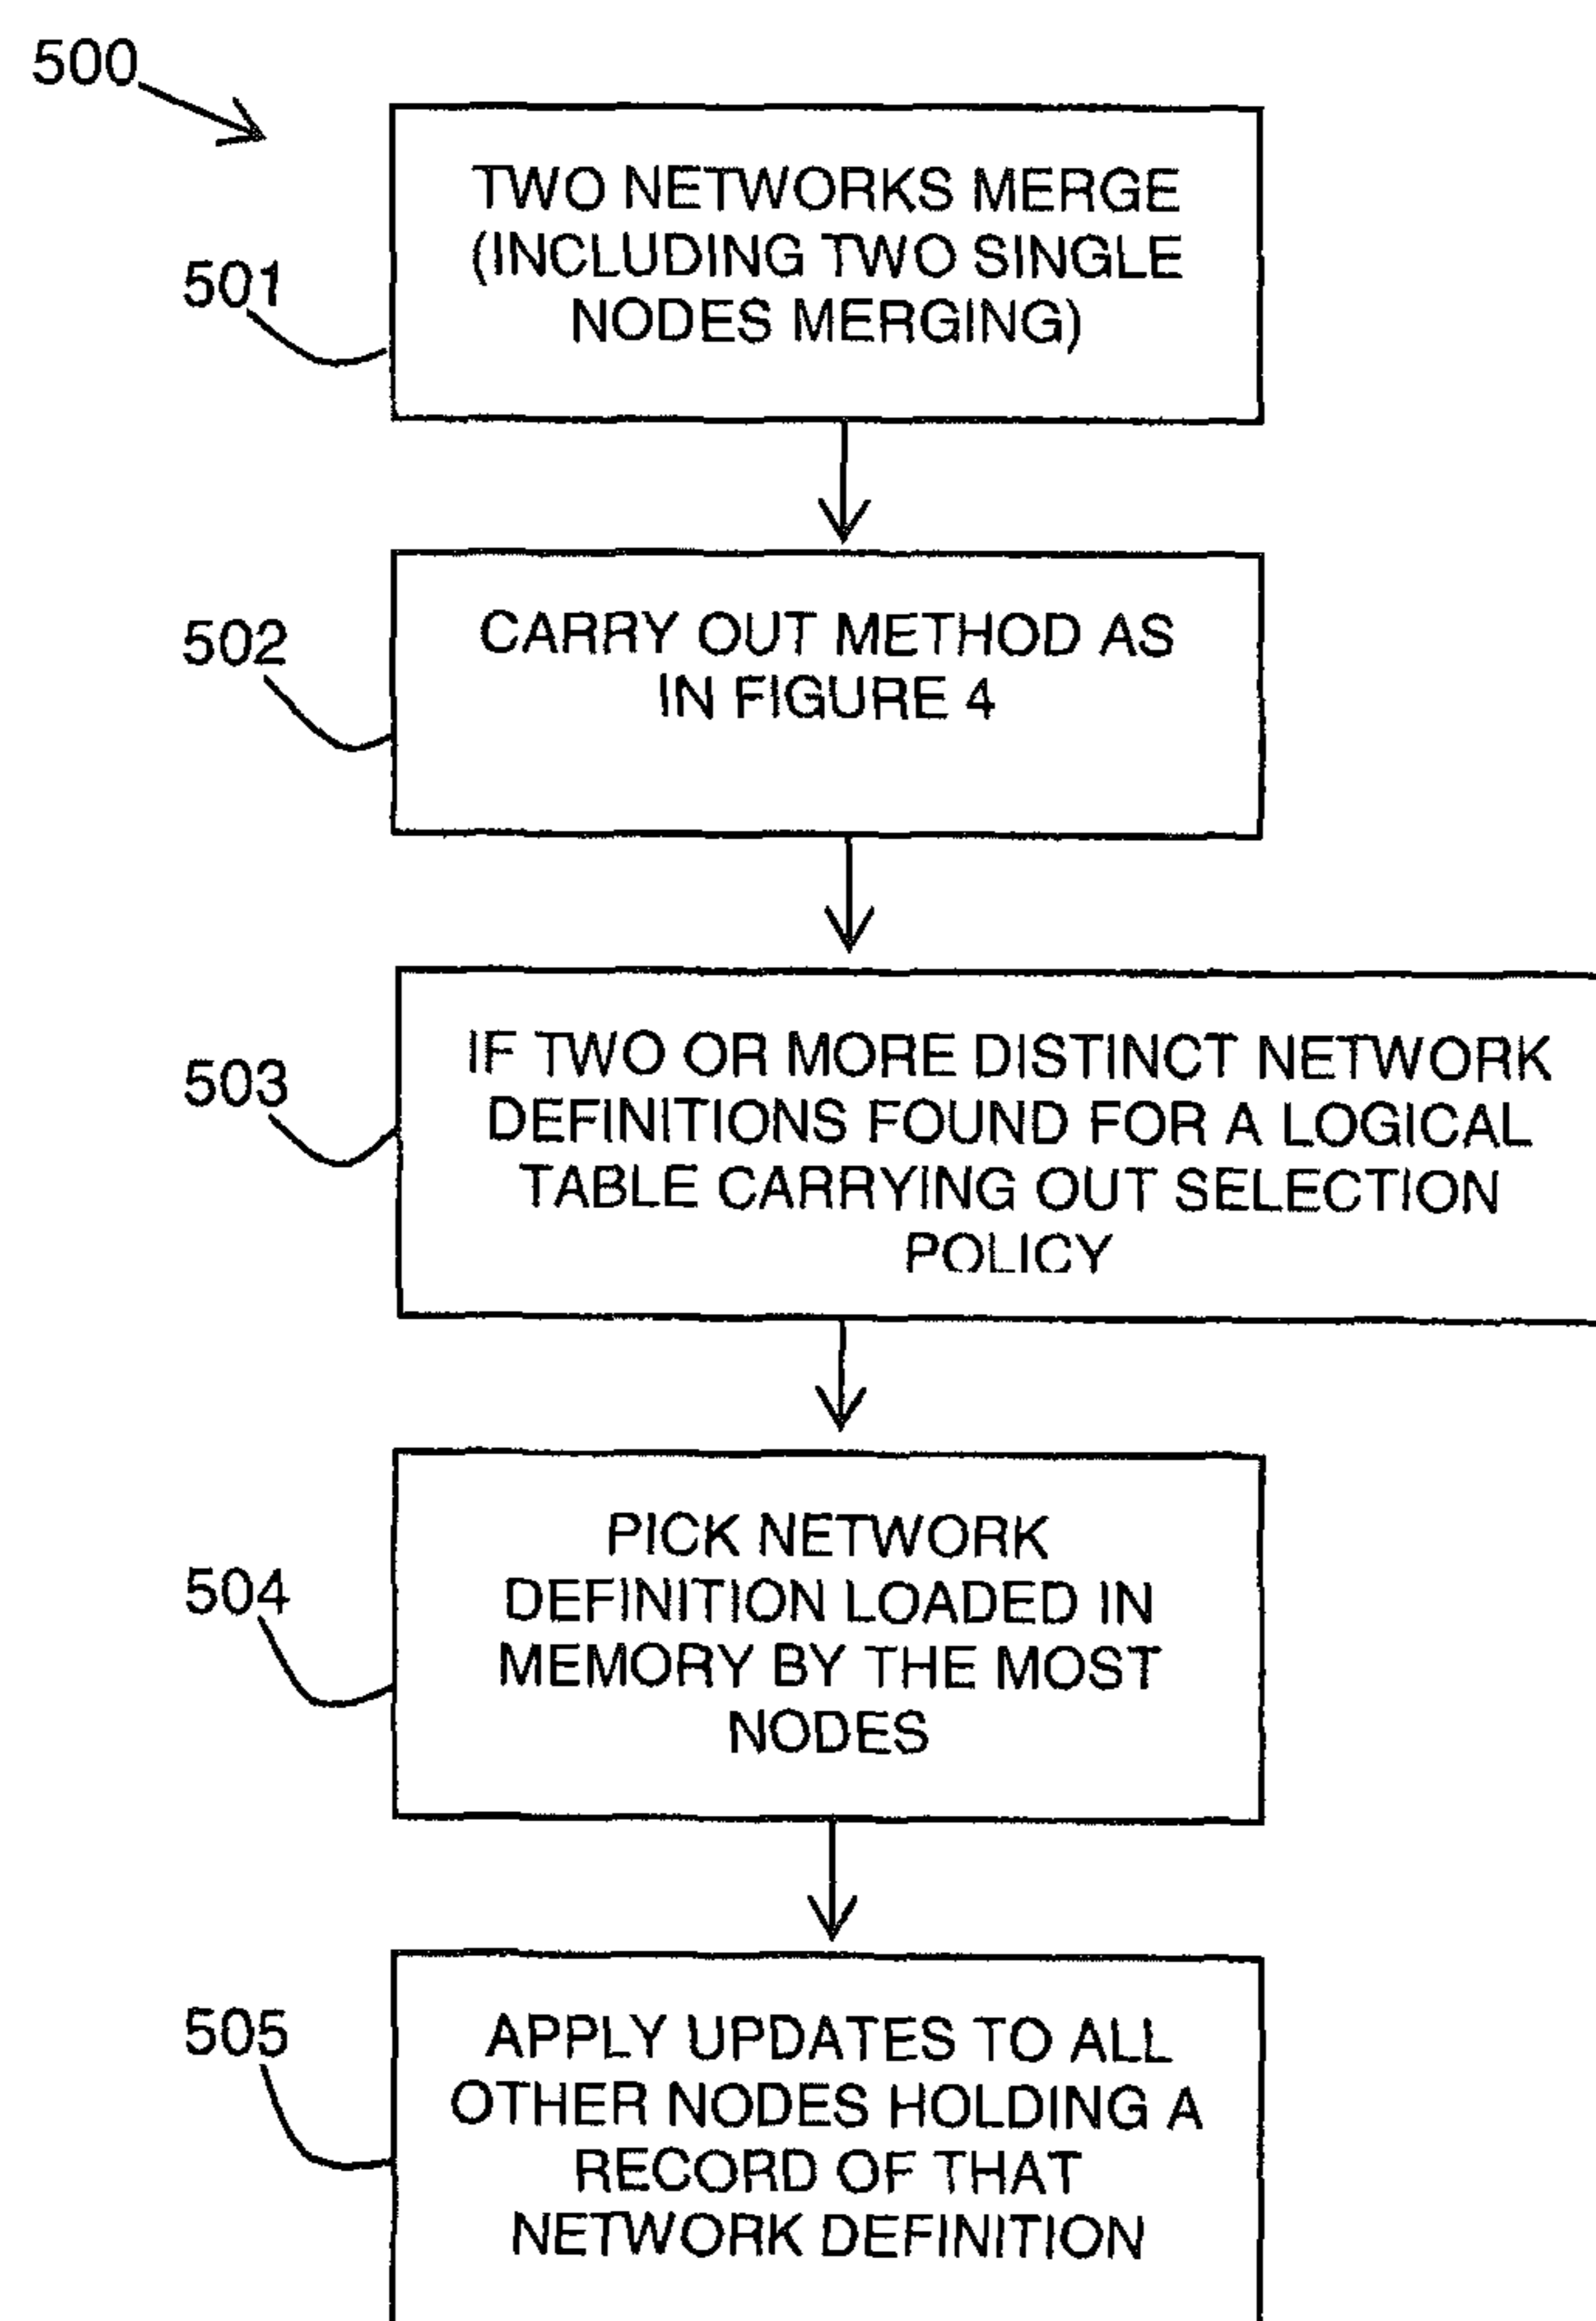 500
TWO NETWORKS MERGE
(INCLUDING TWO SINGLE
NODES MERGING)
501
CARRY OUT METHOD AS
IN FIGURE 4
502
IF TWO OR MORE DISTINCT NETWORK
DEFINITIONS FOUND FOR A LOGICAL
TABLE CARRYING OUT SELECTION
POLICY
503
PICK NETWORK
DEFINITION LOADED IN
MEMORY BY THE MOST
NODES
504
APPLY UPDATES TO ALL
OTHER NODES HOLDING A
RECORD OF THAT
NETWORK DEFINITION
505